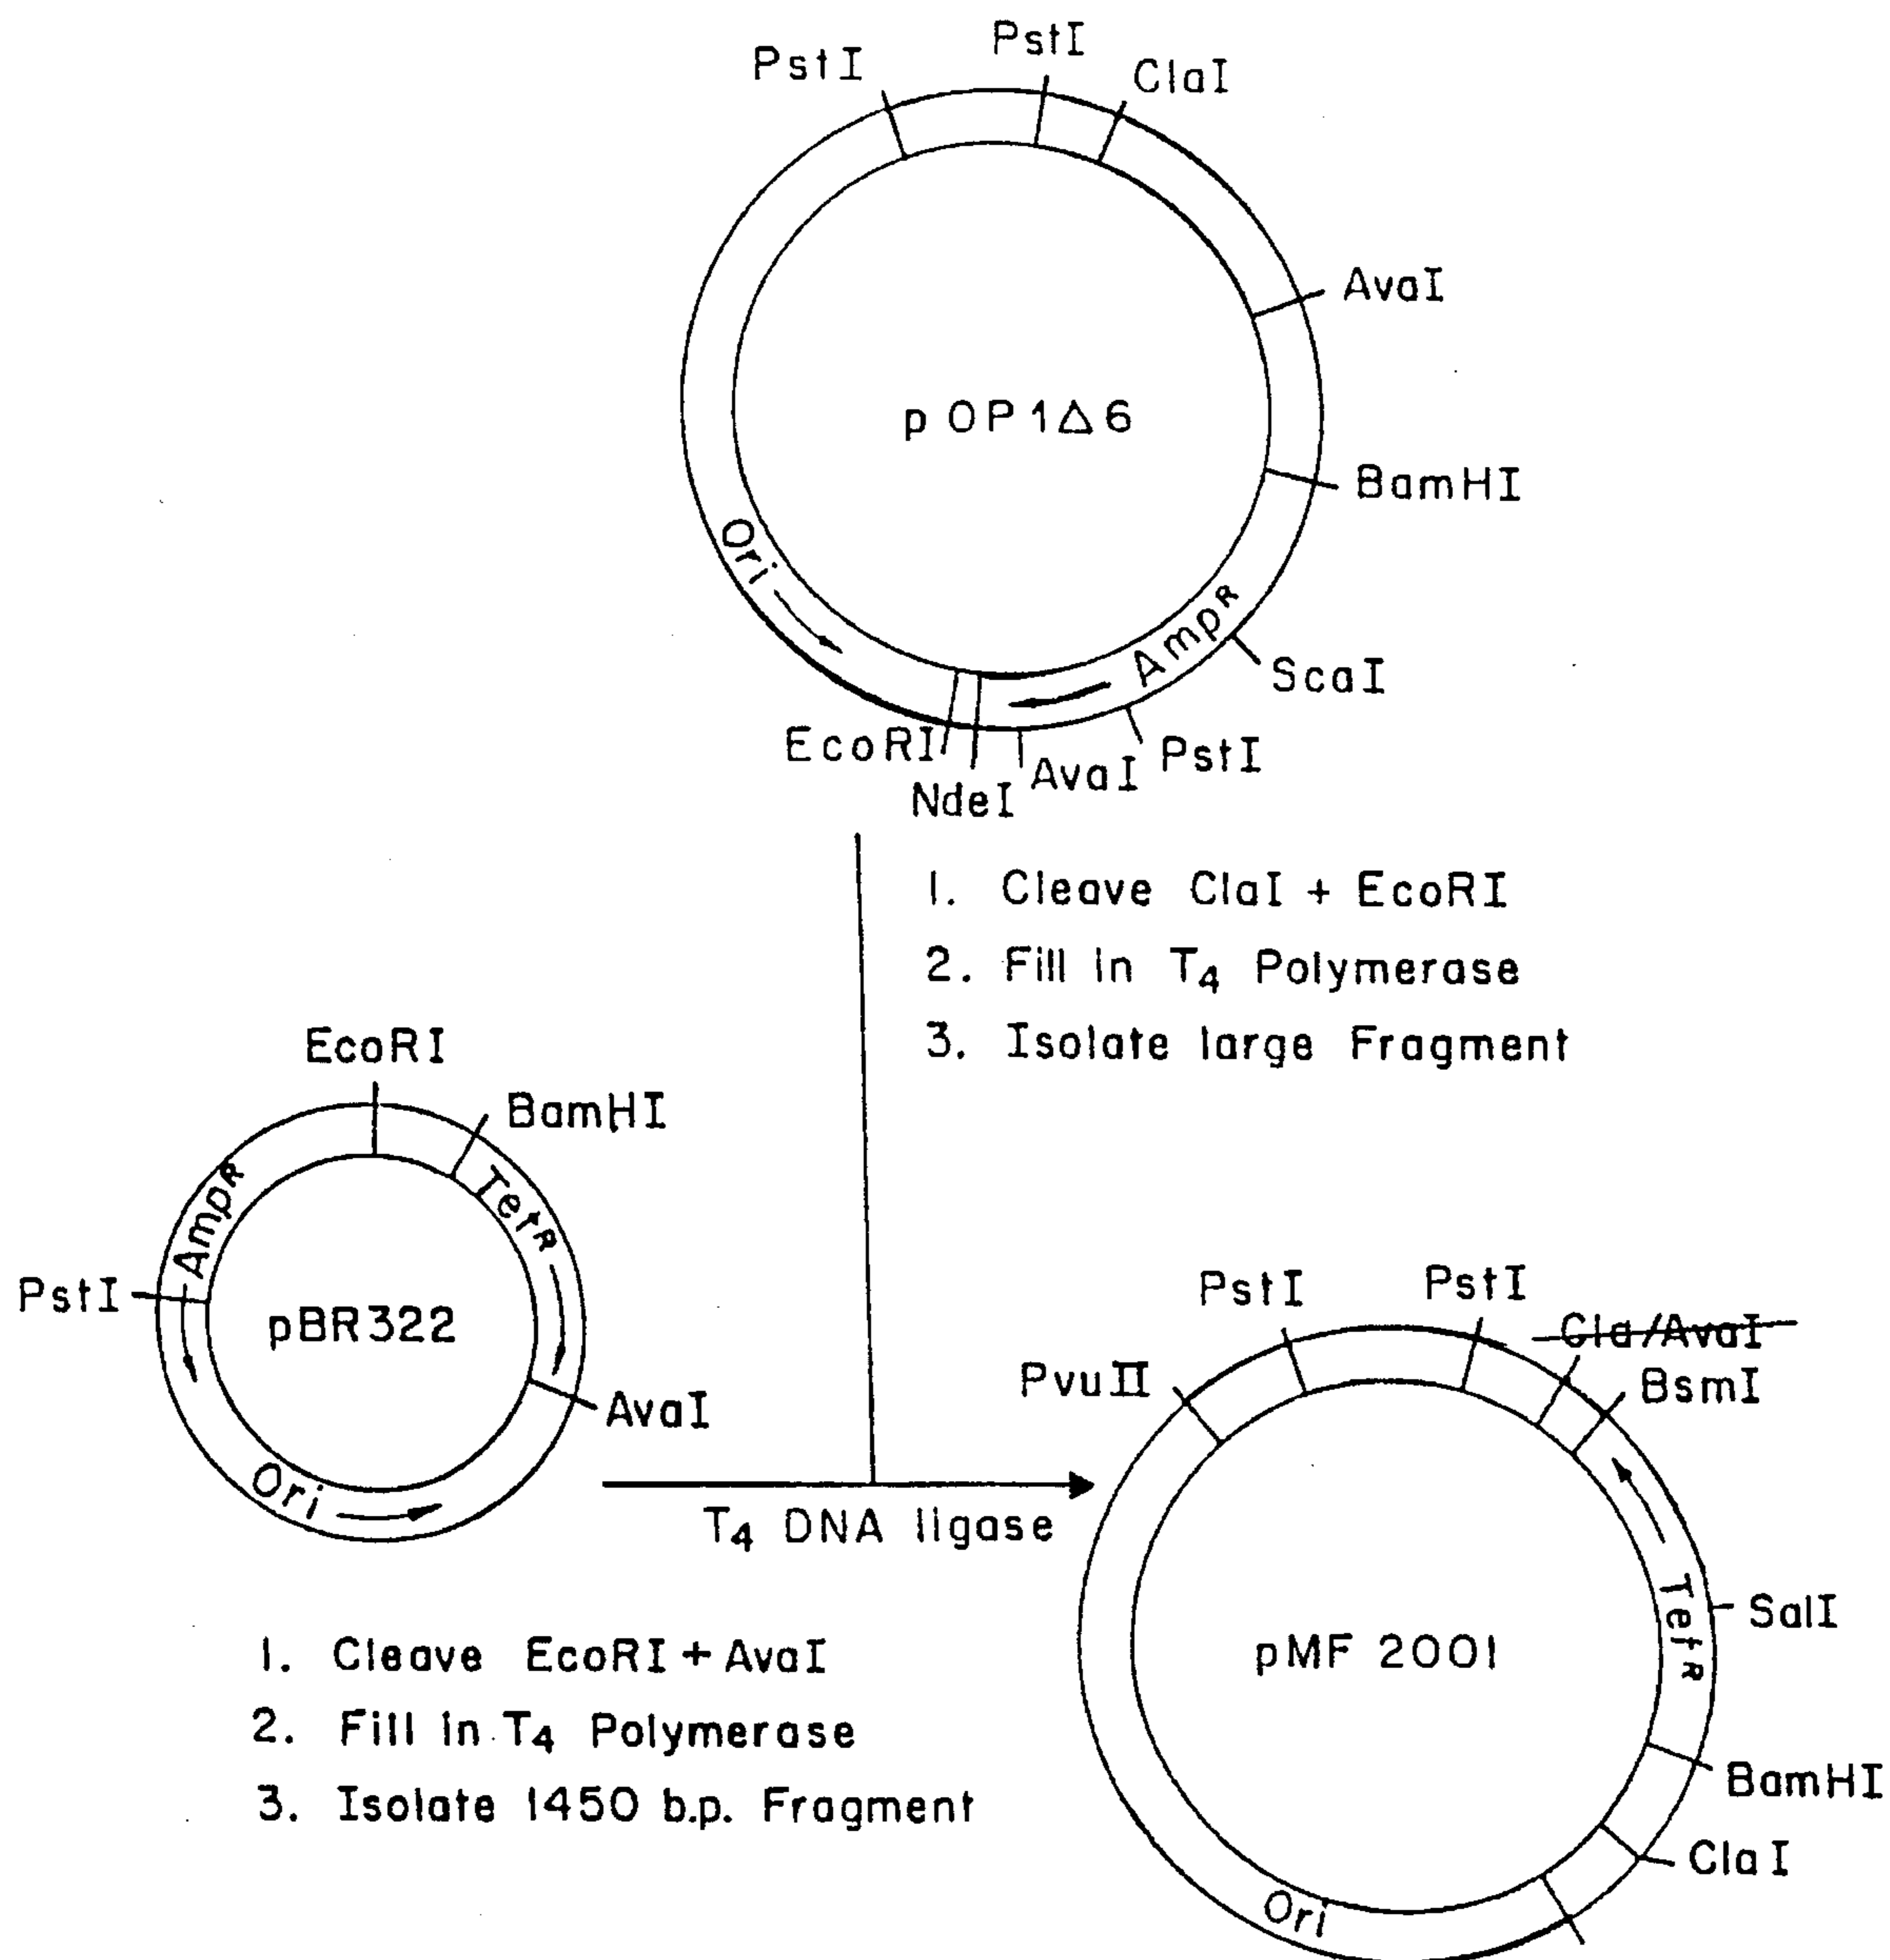 PstI
PstI
ClaI
AvaI
BamHI
pOP1Δ6
Ori
AmpR
ScaI
PstI
AvaI
NdeI
EcoRI
1. Cleave ClaI + EcoRI
2. Fill in T4 Polymerase
3. Isolate large Fragment
EcoRI
BamHI
TetR
AmpR
PstI
pBR322
AvaI
Ori
T4 DNA ligase
1. Cleave EcoRI + AvaI
2. Fill in T4 Polymerase
3. Isolate 1450 b.p. Fragment
PstI
PstI
Cla/AvaI
BsmI
PvuII
SalI
TetR
pMF 2001
BamHI
ClaI
Ori